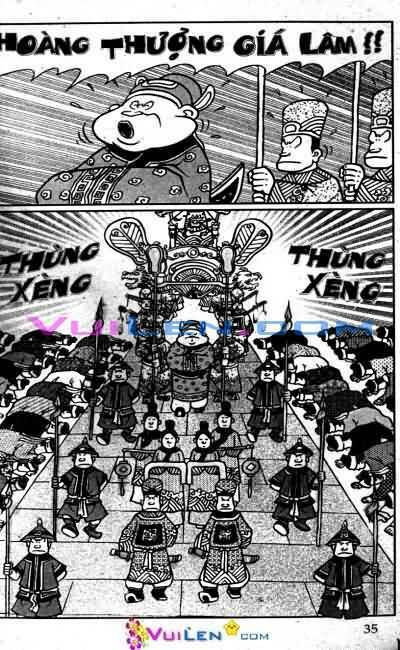 HOÀNG THƯỢNG GIÁ LÂM!!
THÙNG XÈNG
THÙNG XÈNG
VUILEN.COM
35
VUILEN.COM